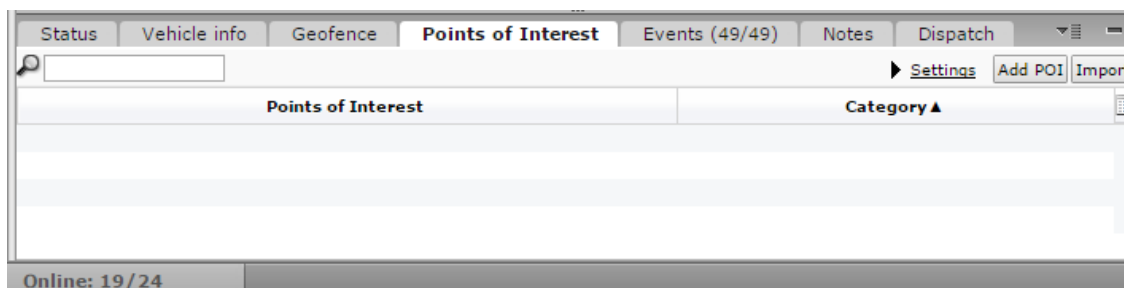 Status Vehicle info Geofence Points of Interest Events (49/49) Notes Dispatch
Settings Add POI Impor
Points of Interest Category▲
Online: 19/24